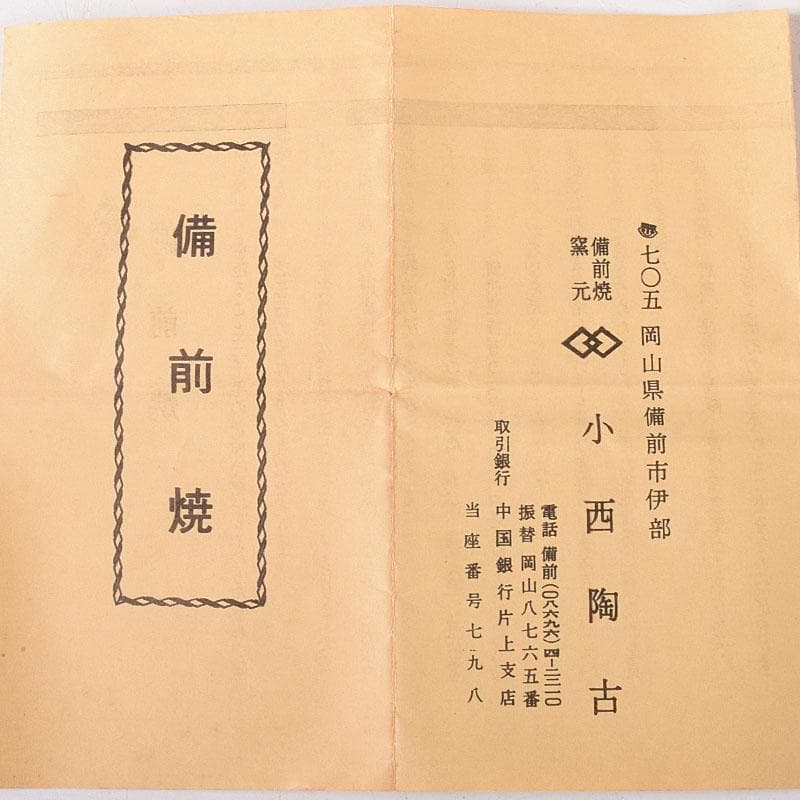 七〇五 岡山県備前市伊部
備前焼
窯元
小西陶古
電話 備前(〇八六九六)四-二三一〇
振替 岡山八七六五番
取引銀行
中国銀行片上支店
当座番号七九八
備前焼